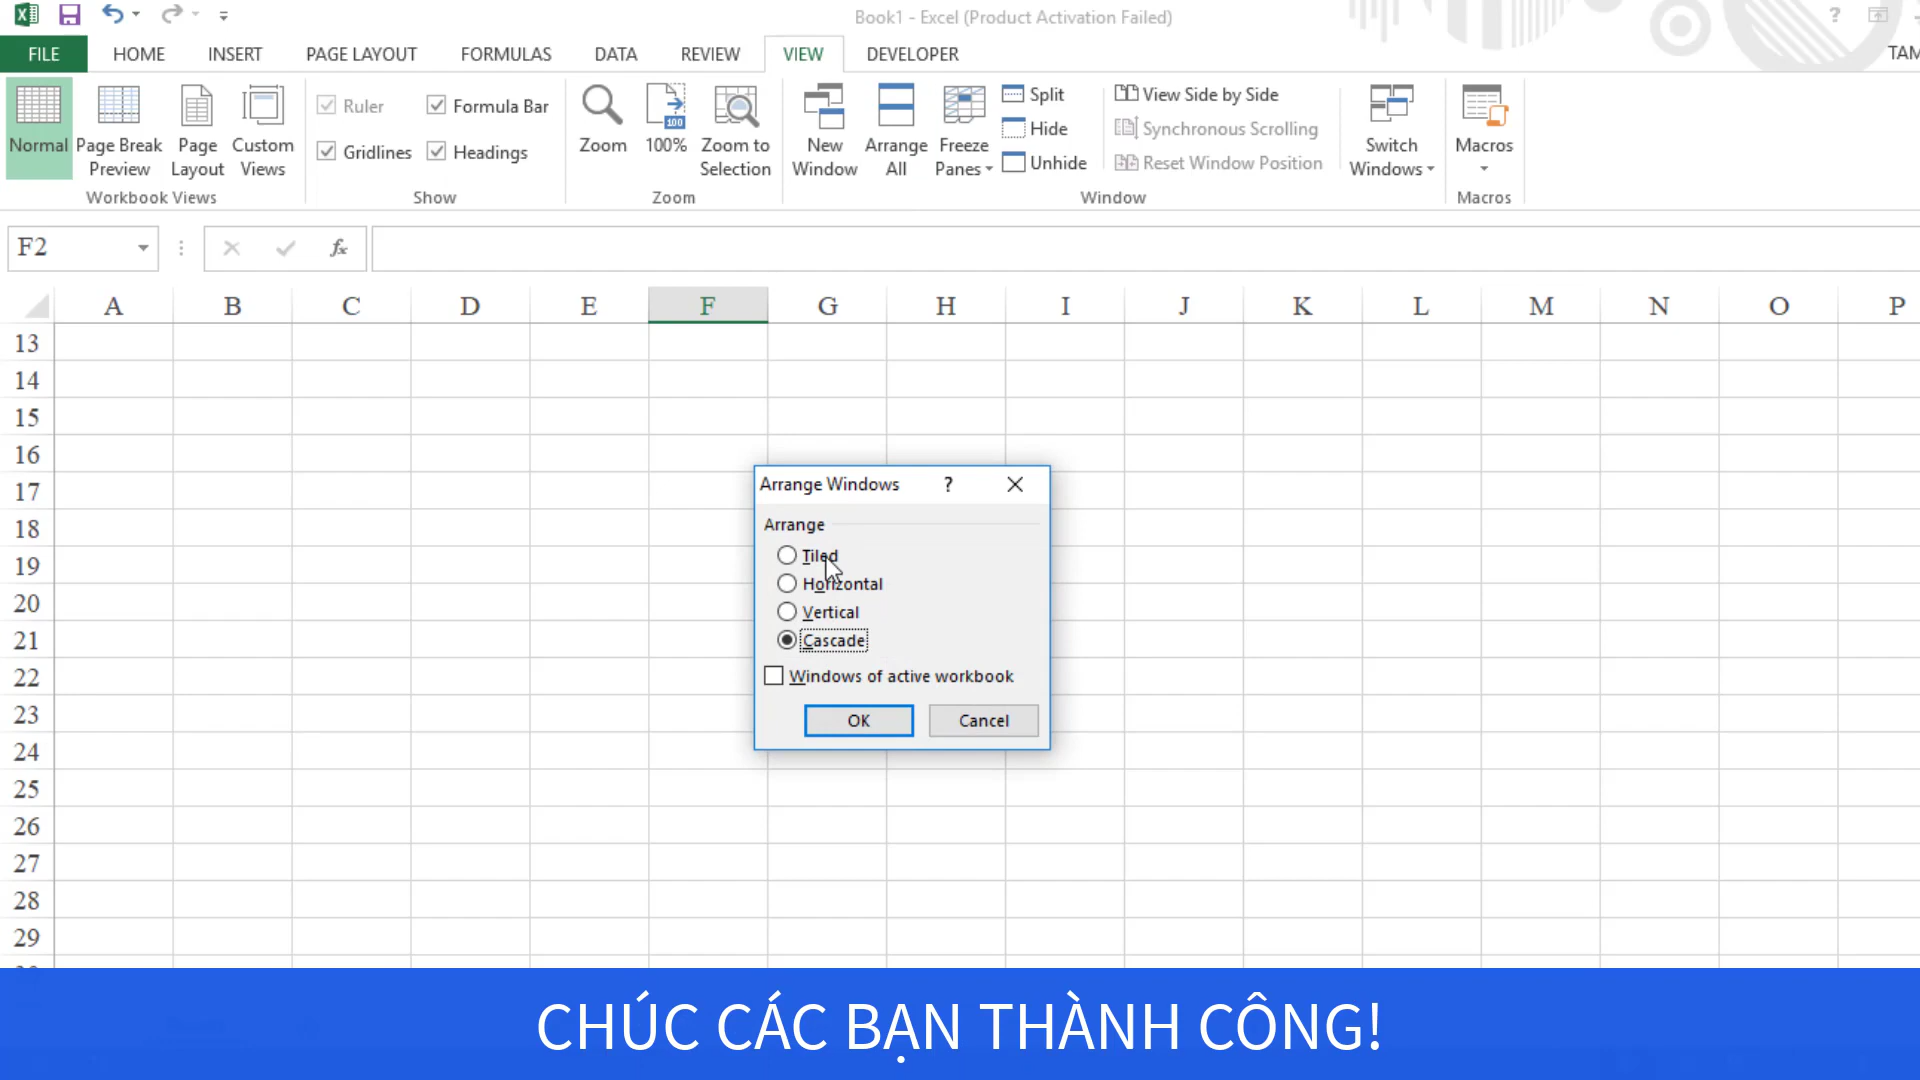 Book1 - Excel (Product Activation Failed)
?
FILE HOME INSERT PAGE LAYOUT FORMULAS DATA REVIEW VIEW DEVELOPER TAM
Normal
Page Break Preview
Page Layout
Custom Views
Workbook Views
Ruler
Formula Bar
Gridlines
Headings
Show
Zoom
100
100%
Zoom to Selection
Zoom
New Window
Arrange All
Freeze Panes
Split
Hide
Unhide
View Side by Side
Synchronous Scrolling
Reset Window Position
Window
Switch Windows
Macros
Macros
F2
fx
A B C D E F G H I J K L M N O P
13
14
15
16
17
18
19
20
21
22
23
24
25
26
27
28
29
Arrange Windows ?
Arrange
Tiled
Horizontal
Vertical
Cascade
Windows of active workbook
OK Cancel
CHÚC CÁC BẠN THÀNH CÔNG!